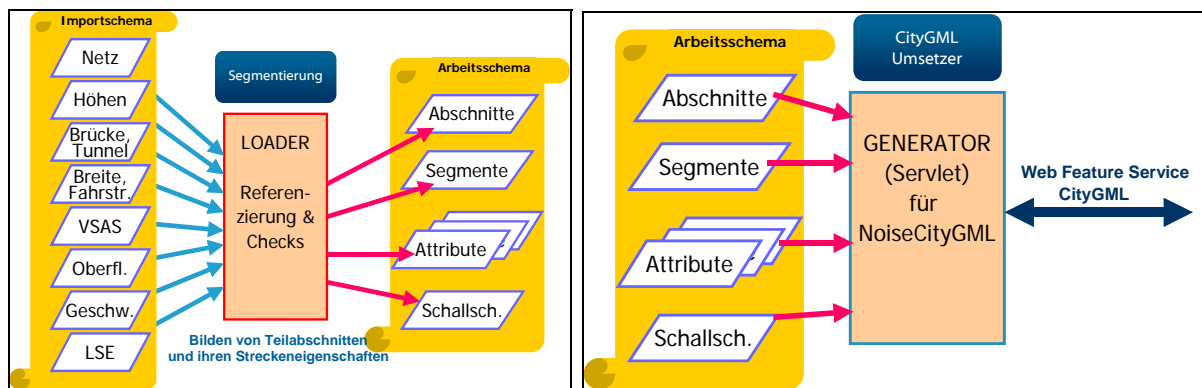 Importschema
Netz
Höhen
Brücke,
Tunnel
Breite,
Fahrstr.
VSAS
Oberfl.
Geschw.
LSE
Segmentierung
LOADER
Referen-
zierung &
Checks
Bilden von Teilabschnitten
und ihren Streckeneigenschaften
Arbeitsschema
Abschnitte
Segmente
Attribute
Schallsch.
Arbeitsschema
Abschnitte
Segmente
Attribute
Schallsch.
CityGML
Umsetzer
GENERATOR
(Servlet)
für
NoiseCityGML
Web Feature Service
CityGML